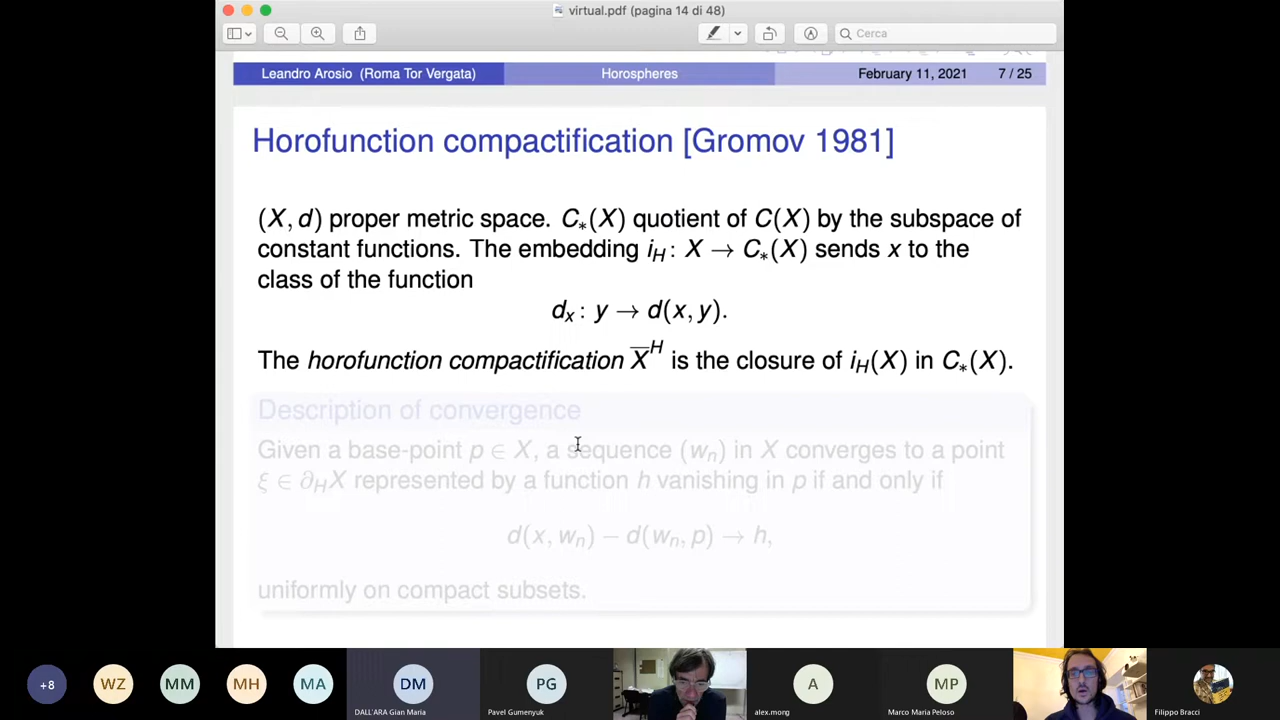 virtual.pdf (pagina 14 di 48)
Cerca
Leandro Arosio (Roma Tor Vergata) Horospheres February 11, 2021 7 / 25
Horofunction compactification [Gromov 1981]
(X, d) proper metric space. C∗(X) quotient of C(X) by the subspace of
constant functions. The embedding i_H : X → C∗(X) sends x to the
class of the function
d_x : y → d(x, y).
The horofunction compactification X̅^H is the closure of i_H(X) in C∗(X).
Description of convergence
Given a base-point p ∈ X, a sequence (w_n) in X converges to a point
ξ ∈ ∂_H X represented by a function h vanishing in p if and only if
d(x, w_n) − d(w_n, p) → h,
uniformly on compact subsets.
+8 WZ MM MH MA DM PG A MP
DALL'ARA Gian Maria Pavel Gumenyuk alex.mong Marco Maria Peloso Filippo Bracci